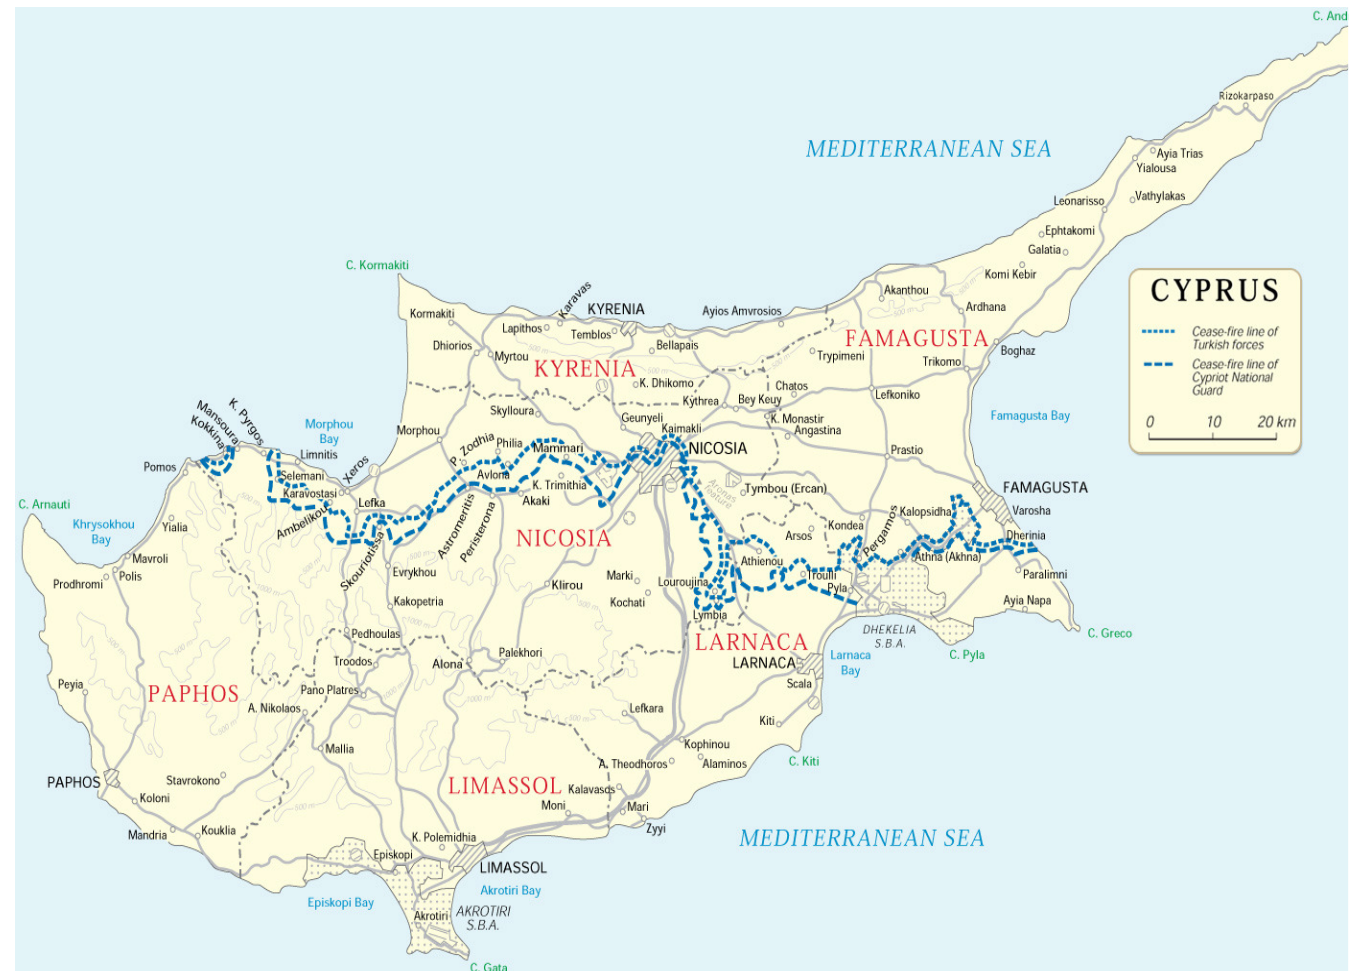 C. And
Rizokarpaso
MEDITERRANEAN SEA
Ayia Trias
Yialousa
Vathylakas
Leonarisso
Ephtakomi
Galatia
Komi Kebir
C. Kormakiti
CYPRUS
Cease-fire line of
Turkish forces
Cease-fire line of
Cypriot National
Guard
0 10 20 km
Akanthou
Ardhana
Karavas
KYRENIA
Ayios Amvrosios
Kormakiti
Lapithos
Temblos
Bellapais
500 m
FAMAGUSTA
Boghaz
Dhiorios
Myrtou
KYRENIA
Trypimeni
Trikomo
K. Dhikomo
Chatos
Lefkoniko
Kythrea
Bey Keuy
Famagusta Bay
Skylloura
Geunyeli
K. Monastir
Angastina
Kaimakli
K. Pyrgos
Mansoura
Kokkina
Morphou
Bay
Morphou
P. Zodhia
Philia
Mammari
NICOSIA
Prastio
Limnitis
Xeros
Pomos
Selemani
Avlona
K. Trimithia
Karavostasi
Lefka
Akaki
Aronas
Feature
Tymbou (Ercan)
FAMAGUSTA
Varosha
C. Arnauti
Ambelikou
Khrysokhou
Bay
Yialia
Skouriotissa
Astromeritis
Peristerona
NICOSIA
Kondea
Kalopsidha
Arsos
Pergamos
Dherinia
Mavroli
Polis
Prodhromi
Evrykhou
Athienou
Athna (Akhna)
Paralimni
Klirou
Marki
Kochati
Louroujina
Troulli
Pyla
Kakopetria
Lymbia
Ayia Napa
Pedhoulas
DHEKELIA
S.B.A.
C. Greco
LARNACA
Troodos
Alona
Palekhori
LARNACA
Larnaca
Bay
C. Pyla
Peyia
PAPHOS
Pano Platres
A. Nikolaos
Scala
Lefkara
Kiti
Mallia
Kophinou
Alaminos
C. Kiti
A. Theodhoros
Stavrokono
PAPHOS
LIMASSOL
Kalavasos
Koloni
Moni
Mari
Zyyi
Mandria
Kouklia
K. Polemidhia
MEDITERRANEAN SEA
Episkopi
LIMASSOL
Episkopi Bay
Akrotiri Bay
Akrotiri
AKROTIRI
S.B.A.
C. Gata